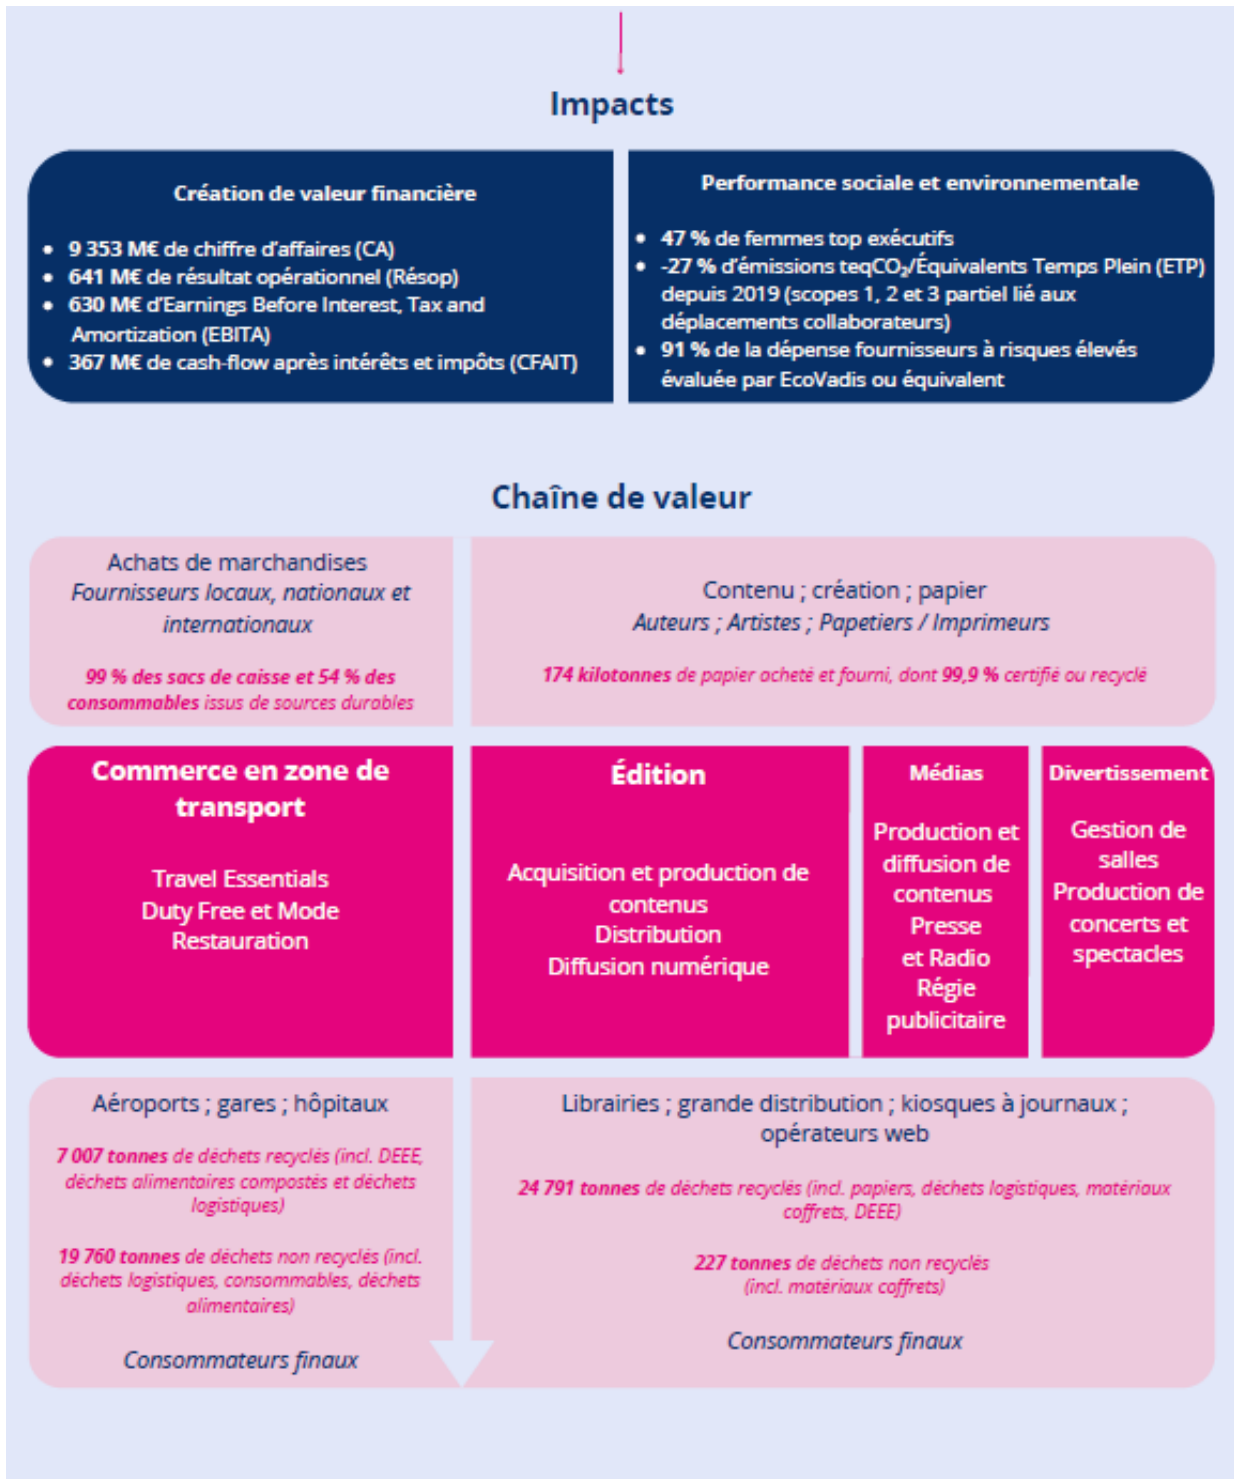 Impacts
Création de valeur financière
• 9 353 M€ de chiffre d'affaires (CA)
• 641 M€ de résultat opérationnel (Résop)
• 630 M€ d'Earnings Before Interest, Tax and
Amortization (EBITA)
• 367 M€ de cash-flow après intérêts et impôts (CFAIT)
Performance sociale et environnementale
• 47 % de femmes top exécutifs
• -27 % d'émissions teqCO₂/Équivalents Temps Plein (ETP)
depuis 2019 (scopes 1, 2 et 3 partiel lié aux
déplacements collaborateurs)
• 91 % de la dépense fournisseurs à risques élevés
évaluée par EcoVadis ou équivalent
Chaîne de valeur
Achats de marchandises
Fournisseurs locaux, nationaux et
internationaux
99 % des sacs de caisse et 54 % des
consommables issus de sources durables
Contenu ; création ; papier
Auteurs ; Artistes ; Papetiers / Imprimeurs
174 kilotonnes de papier acheté et fourni, dont 99,9 % certifié ou recyclé
Commerce en zone de
transport
Travel Essentials
Duty Free et Mode
Restauration
Édition
Acquisition et production de
contenus
Distribution
Diffusion numérique
Médias
Production et
diffusion de
contenus
Presse
et Radio
Régie
publicitaire
Divertissement
Gestion de
salles
Production de
concerts et
spectacles
Aéroports ; gares ; hôpitaux
7 007 tonnes de déchets recyclés (incl. DEEE,
déchets alimentaires compostés et déchets
logistiques)
19 760 tonnes de déchets non recyclés (incl.
déchets logistiques, consommables, déchets
alimentaires)
Consommateurs finaux
Librairies ; grande distribution ; kiosques à journaux ;
opérateurs web
24 791 tonnes de déchets recyclés (incl. papiers, déchets logistiques, matériaux
coffrets, DEEE)
227 tonnes de déchets non recyclés
(incl. matériaux coffrets)
Consommateurs finaux